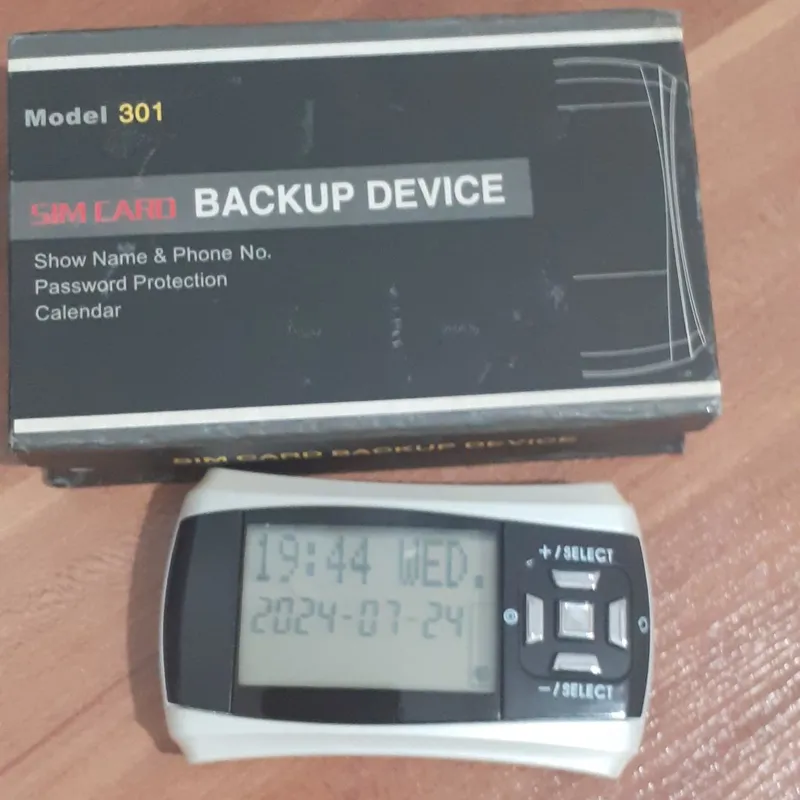 Model 301
SIM CARD BACKUP DEVICE
Show Name & Phone No.
Password Protection
Calendar
SIM CARD BACKUP DEVICE
19:44 WED.
2024-07-24
+/SELECT
-/SELECT